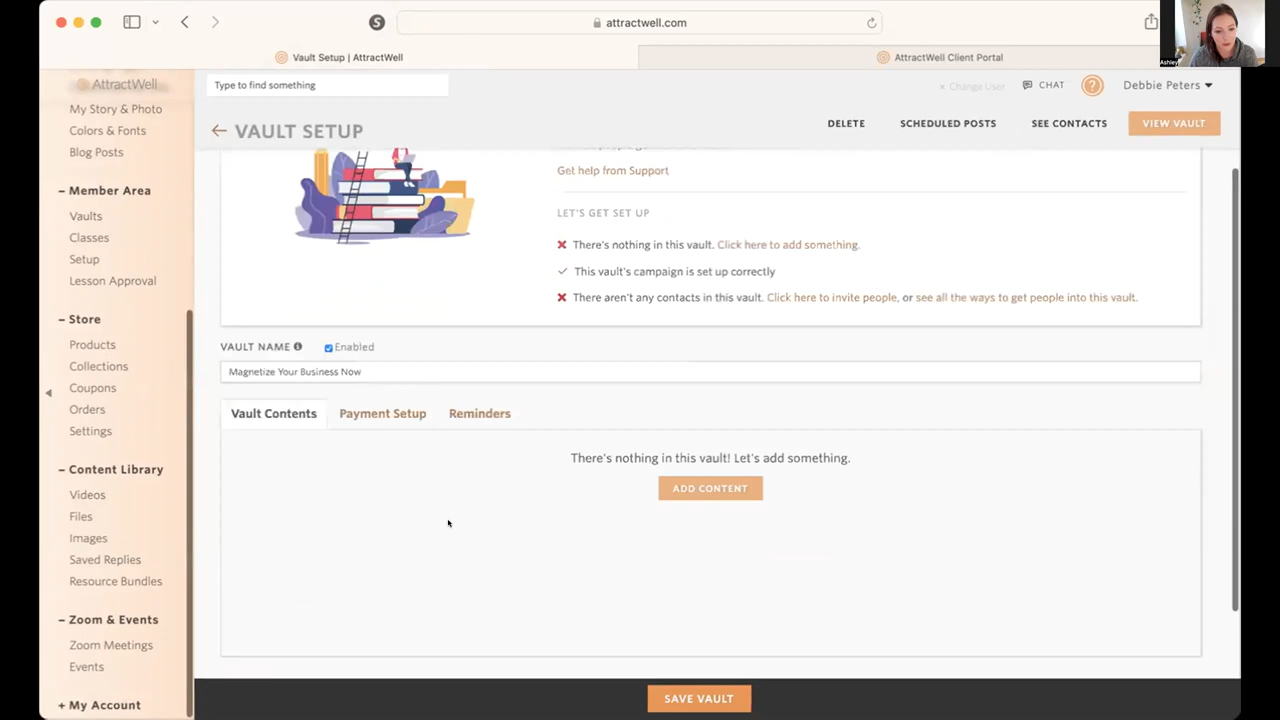 attractwell.com
Vault Setup | AttractWell
AttractWell Client Portal
Ashley
AttractWell
Type to find something
× Change User
CHAT
?
Debbie Peters
My Story & Photo
Colors & Fonts
Blog Posts
← VAULT SETUP
DELETE
SCHEDULED POSTS
SEE CONTACTS
VIEW VAULT
Get help from Support
LET'S GET SET UP
There's nothing in this vault. Click here to add something.
This vault's campaign is set up correctly
There aren't any contacts in this vault. Click here to invite people, or see all the ways to get people into this vault.
– Member Area
Vaults
Classes
Setup
Lesson Approval
– Store
Products
Collections
Coupons
Orders
Settings
– Content Library
Videos
Files
Images
Saved Replies
Resource Bundles
– Zoom & Events
Zoom Meetings
Events
+ My Account
VAULT NAME
Enabled
Magnetize Your Business Now
Vault Contents
Payment Setup
Reminders
There's nothing in this vault! Let's add something.
ADD CONTENT
SAVE VAULT